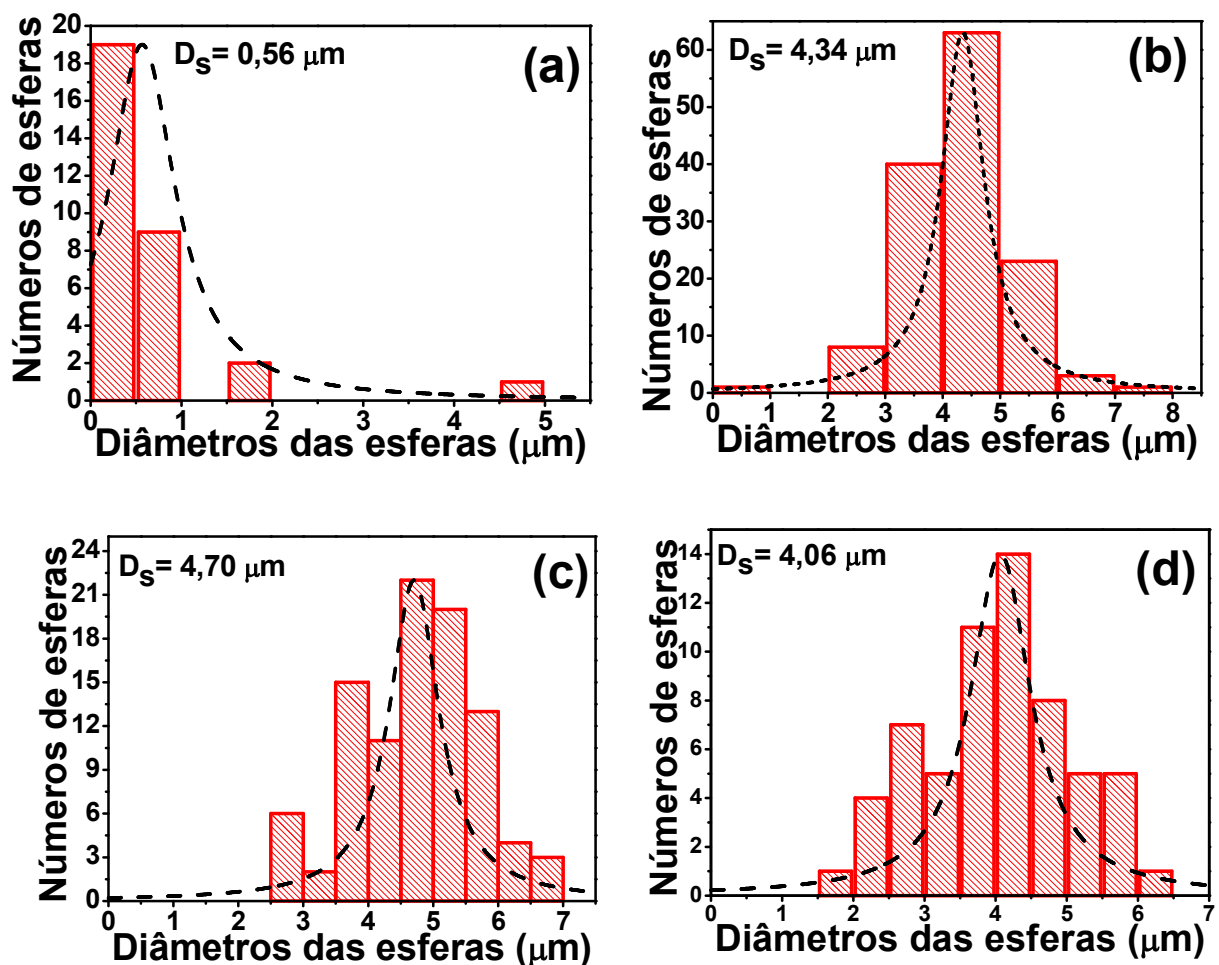 Números de esferas
20
18
16
14
12
10
8
6
4
2
0
D_S= 0,56 μm
(a)
0 1 2 3 4 5
Diâmetros das esferas (μm)
Números de esferas
60
50
40
30
20
10
0
D_S= 4,34 μm
(b)
0 1 2 3 4 5 6 7 8
Diâmetros das esferas (μm)
Números de esferas
24
21
18
15
12
9
6
3
0
D_S= 4,70 μm
(c)
0 1 2 3 4 5 6 7
Diâmetros das esferas (μm)
Números de esferas
14
12
10
8
6
4
2
0
D_S= 4,06 μm
(d)
0 1 2 3 4 5 6 7
Diâmetros das esferas (μm)